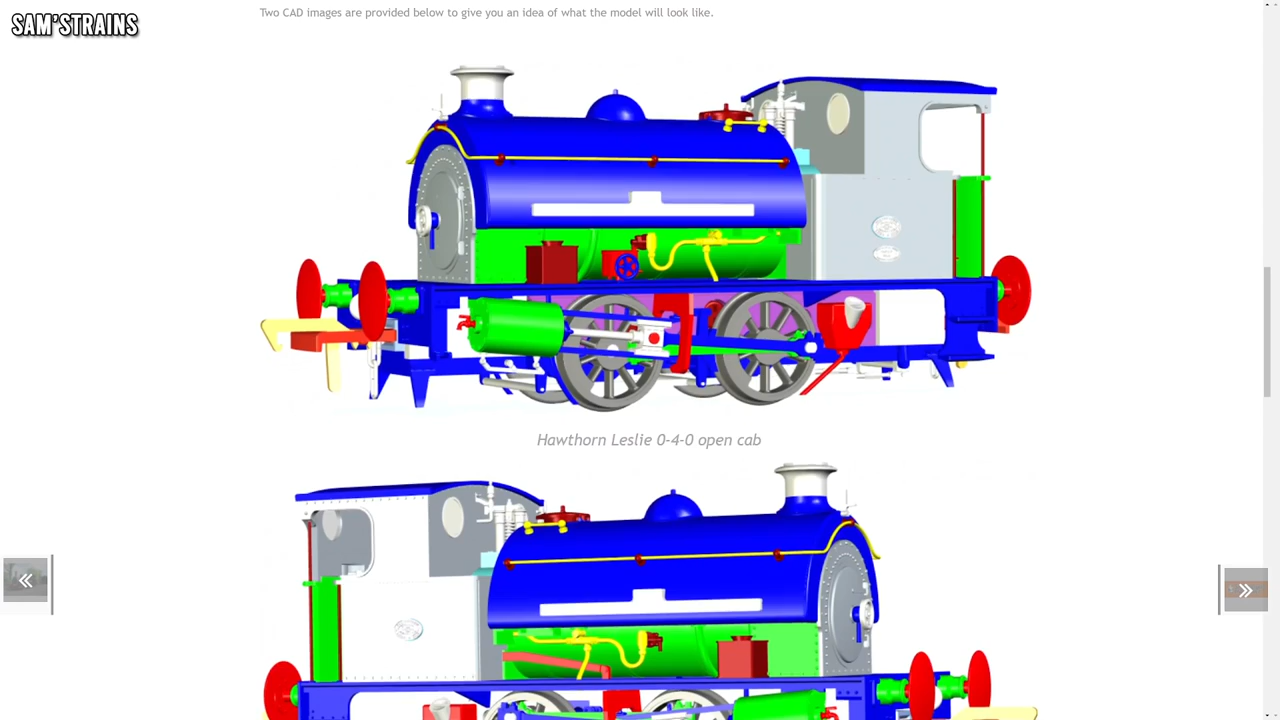 Two CAD images are provided below to give you an idea of what the model will look like.
SAM'STRAINS
Hawthorn Leslie 0-4-0 open cab